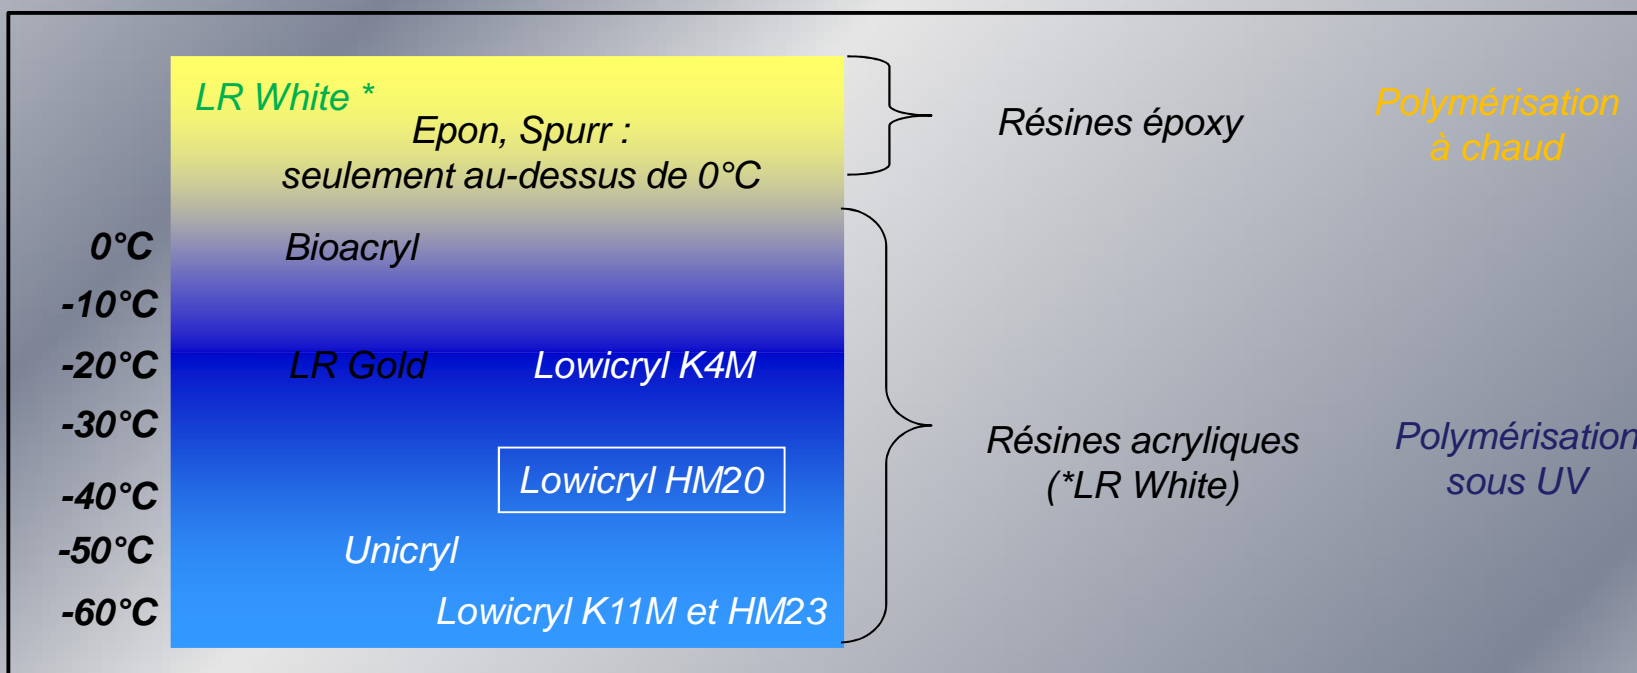 LR White *
Epon, Spurr :
seulement au-dessus de 0°C
Résines époxy
Polymérisation
à chaud
0°C
Bioacryl
-10°C
-20°C
LR Gold
Lowicryl K4M
-30°C
Résines acryliques
(*LR White)
Polymérisation
sous UV
Lowicryl HM20
-40°C
-50°C
Unicryl
-60°C
Lowicryl K11M et HM23